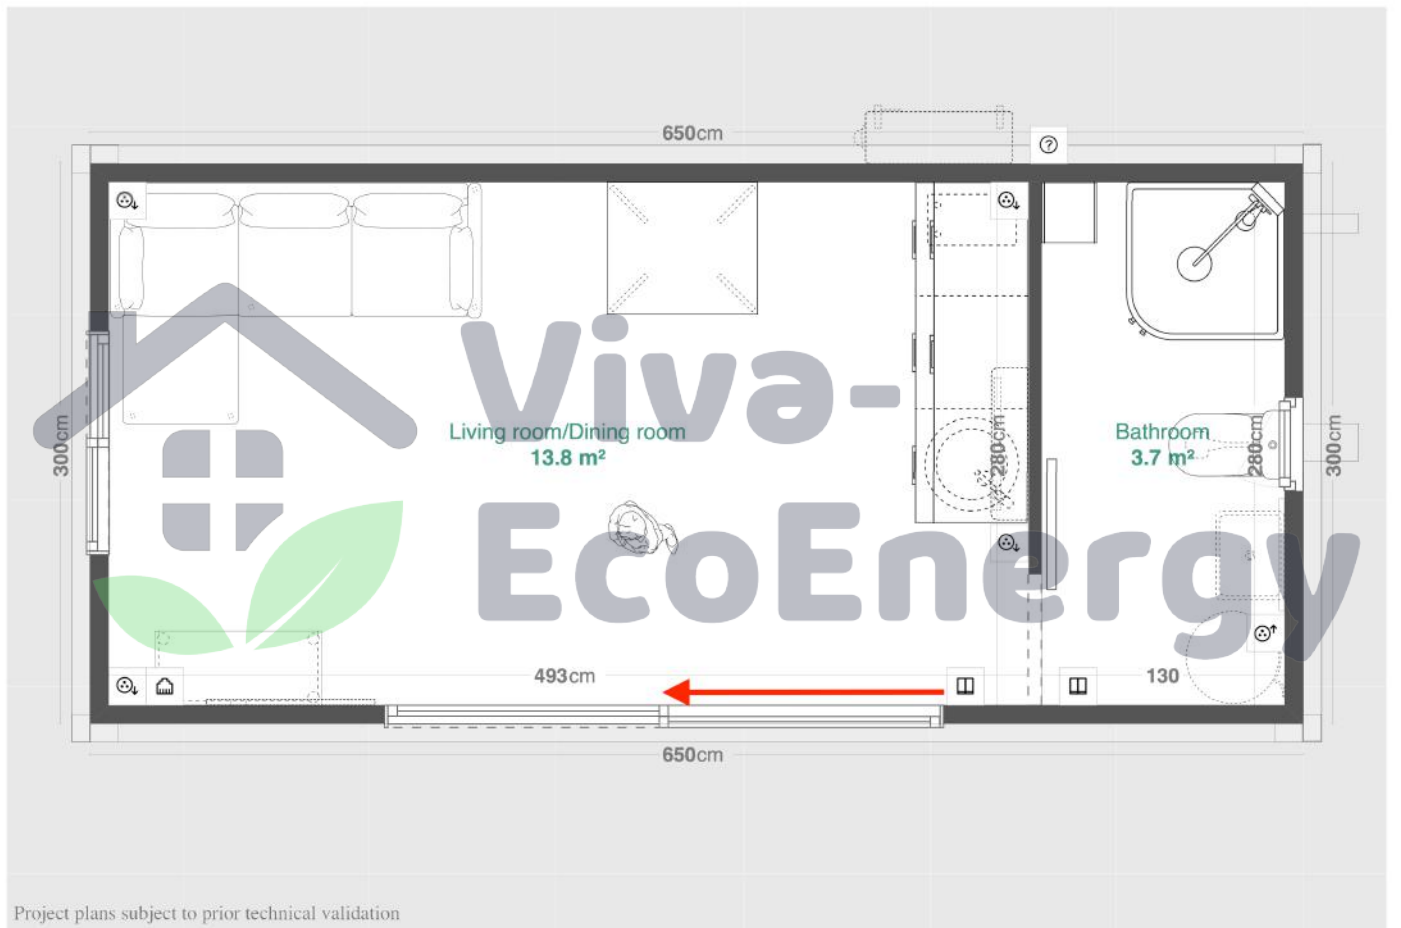 650cm
?
Viva-
300cm
Living room/Dining room
13.8 m²
280cm
Bathroom
3.7 m²
280cm
300cm
EcoEnergy
493cm
130
650cm
Project plans subject to prior technical validation